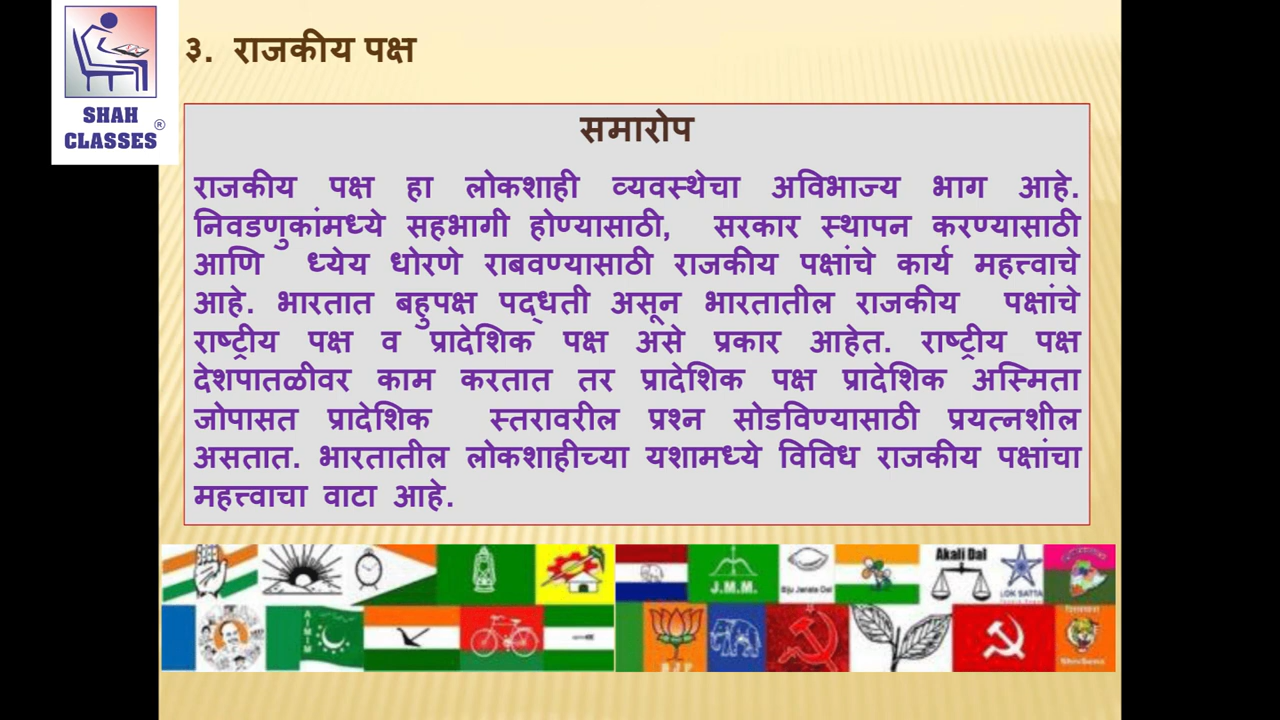 SHAH
CLASSES®
३. राजकीय पक्ष
समारोप
राजकीय पक्ष हा लोकशाही व्यवस्थेचा अविभाज्य भाग आहे.
निवडणुकांमध्ये सहभागी होण्यासाठी, सरकार स्थापन करण्यासाठी
आणि ध्येय धोरणे राबवण्यासाठी राजकीय पक्षांचे कार्य महत्त्वाचे
आहे. भारतात बहुपक्ष पद्धती असून भारतातील राजकीय पक्षांचे
राष्ट्रीय पक्ष व प्रादेशिक पक्ष असे प्रकार आहेत. राष्ट्रीय पक्ष
देशपातळीवर काम करतात तर प्रादेशिक पक्ष प्रादेशिक अस्मिता
जोपासत प्रादेशिक स्तरावरील प्रश्न सोडविण्यासाठी प्रयत्नशील
असतात. भारतातील लोकशाहीच्या यशामध्ये विविध राजकीय पक्षांचा
महत्त्वाचा वाटा आहे.
J.M.M.
Biju Janata Dal
Akali Dal
LOK SATTA
AIMIM
BJP
शिवसेना
ShivSena